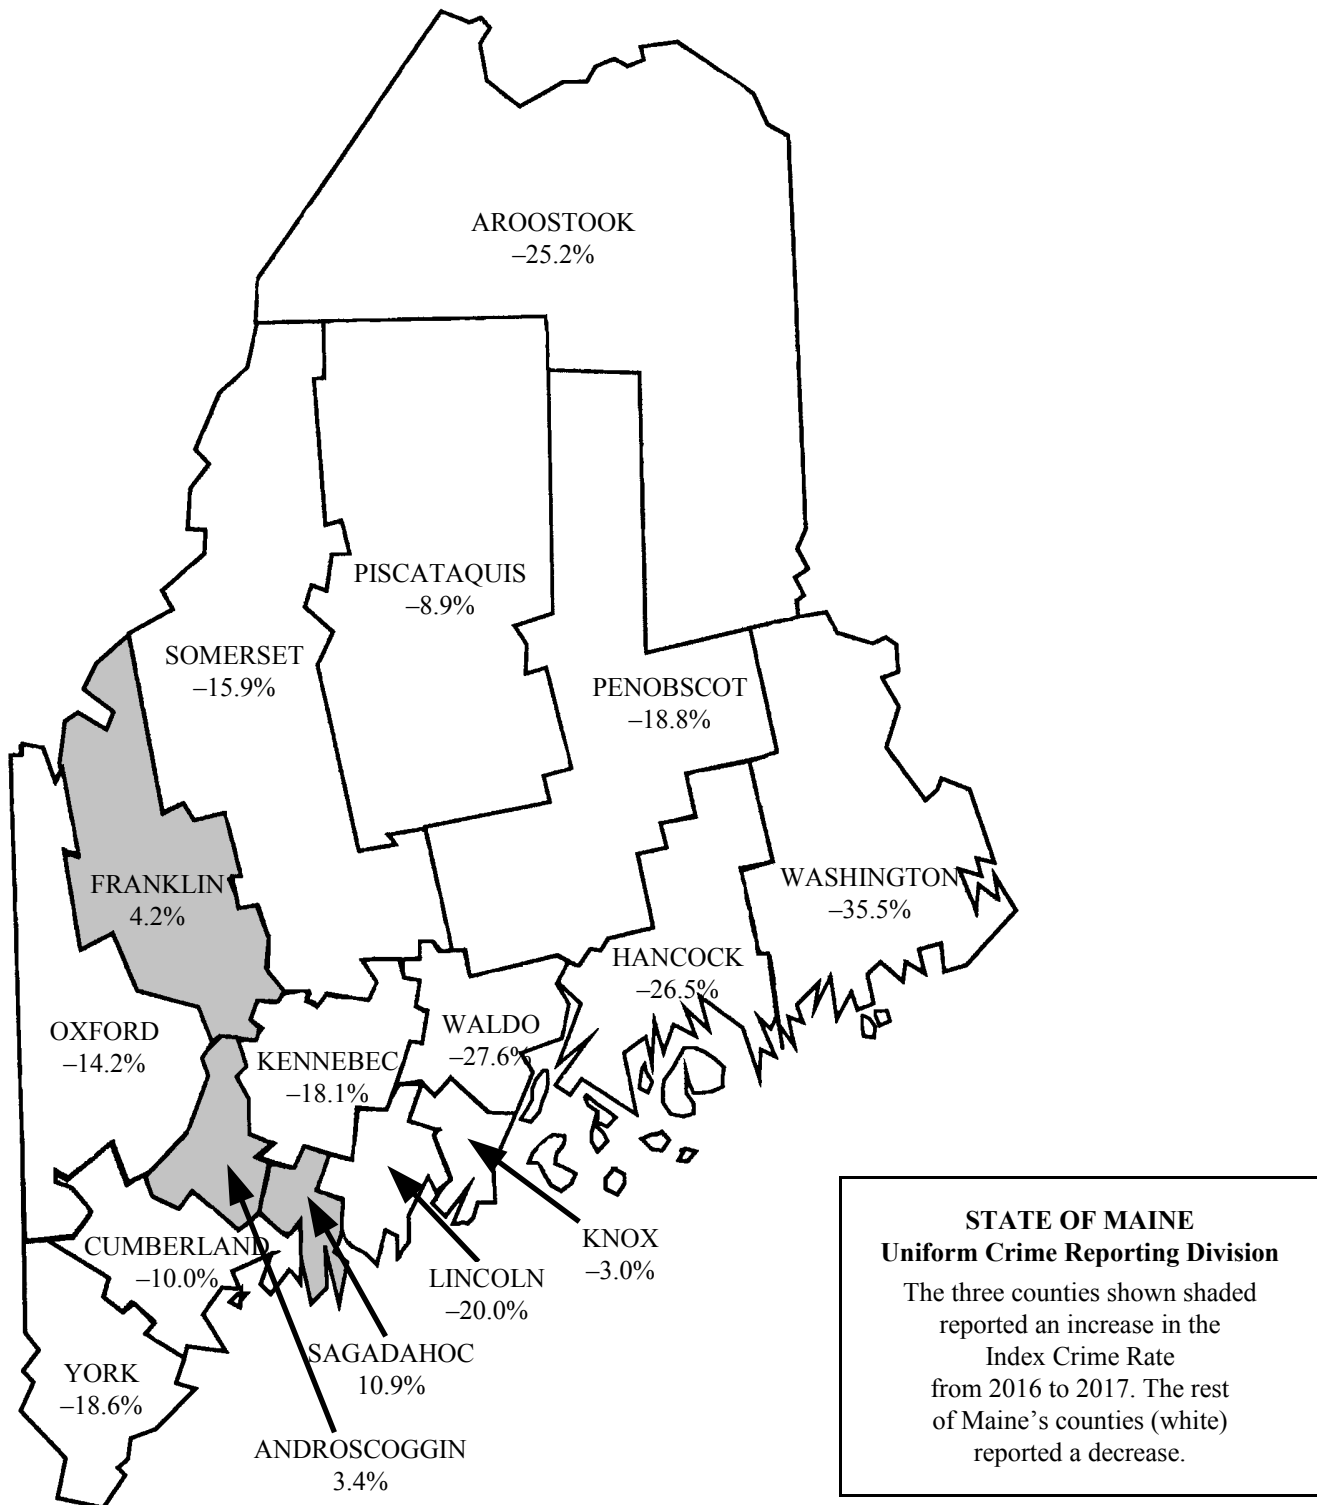 AROOSTOOK
–25.2%
PISCATAQUIS
–8.9%
SOMERSET
–15.9%
PENOBSCOT
–18.8%
FRANKLIN
4.2%
WASHINGTON
–35.5%
HANCOCK
–26.5%
OXFORD
–14.2%
WALDO
–27.6%
KENNEBEC
–18.1%
KNOX
–3.0%
CUMBERLAND
–10.0%
LINCOLN
–20.0%
SAGADAHOC
10.9%
YORK
–18.6%
ANDROSCOGGIN
3.4%
STATE OF MAINE
Uniform Crime Reporting Division
The three counties shown shaded
reported an increase in the
Index Crime Rate
from 2016 to 2017. The rest
of Maine’s counties (white)
reported a decrease.